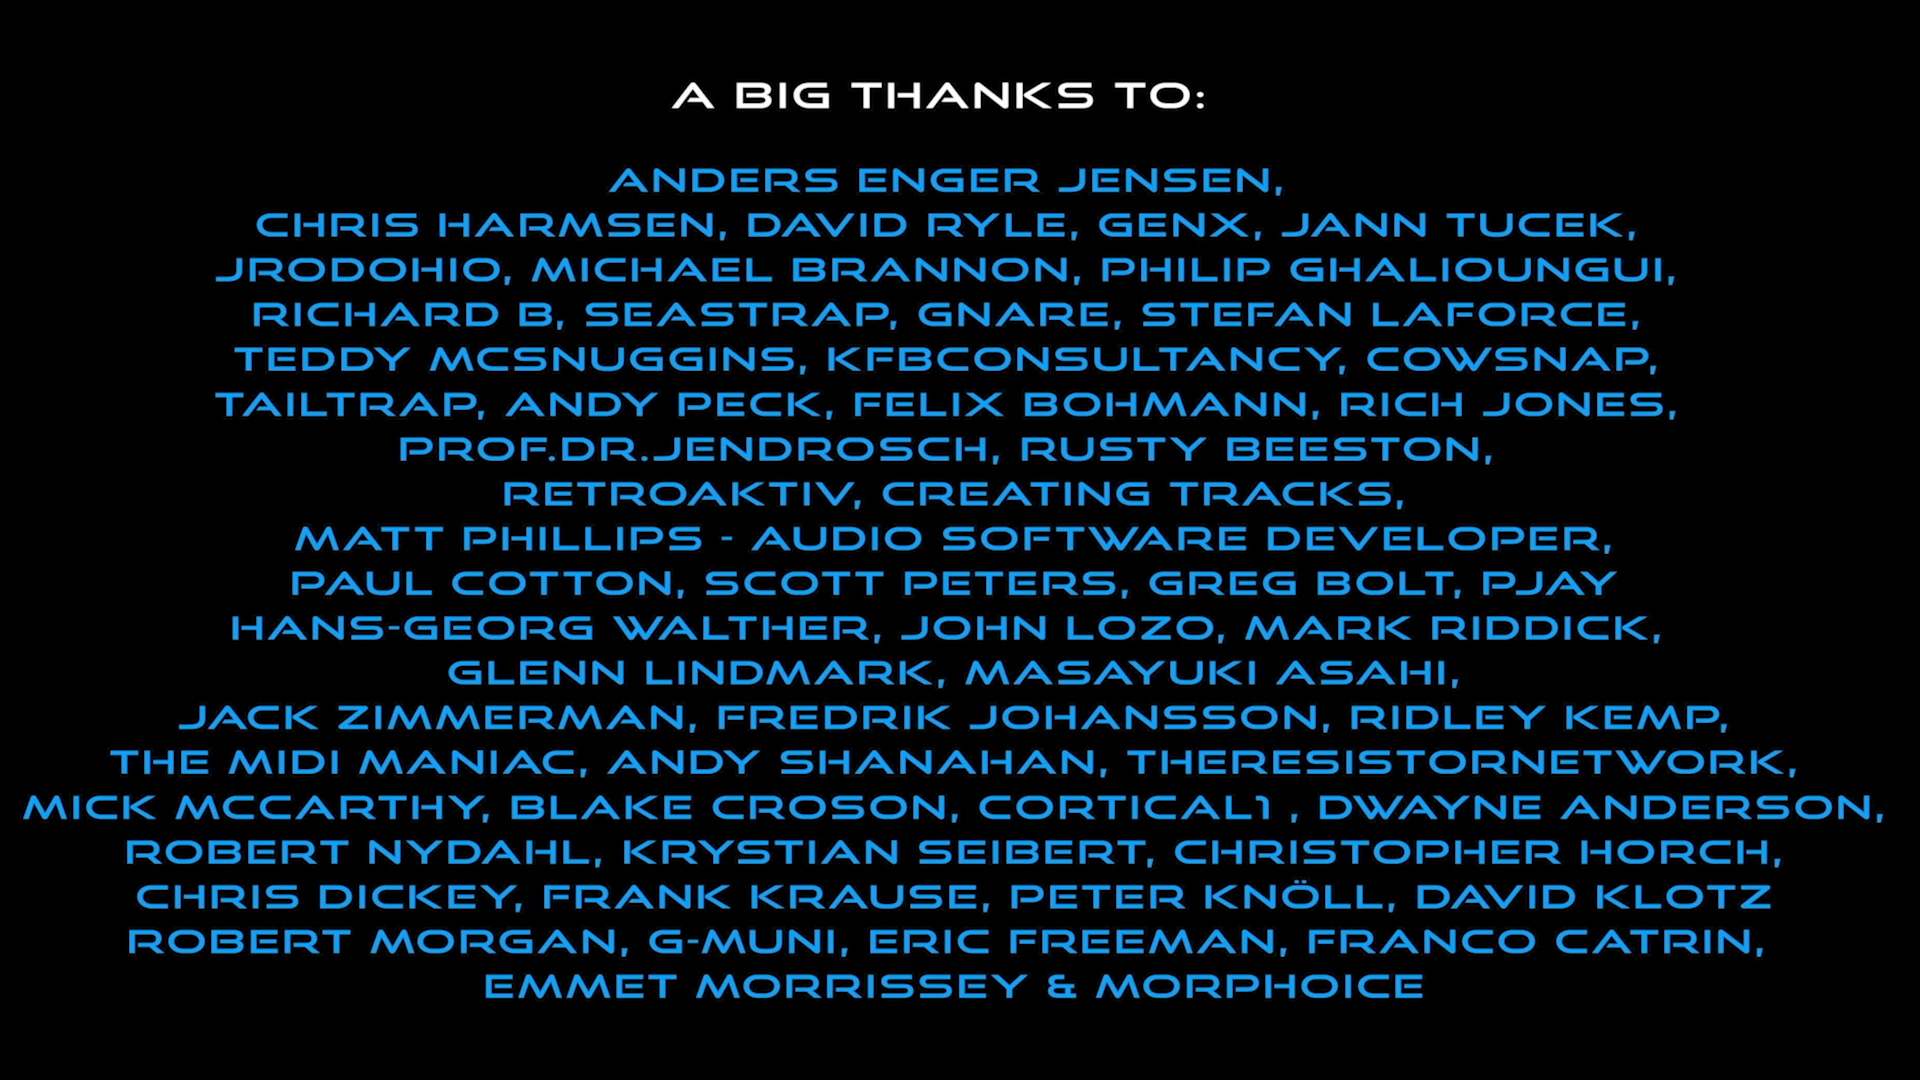 A BIG THANKS TO:
ANDERS ENGER JENSEN,
CHRIS HARMSEN, DAVID RYLE, GENX, JANN TUCEK,
JRODOHIO, MICHAEL BRANNON, PHILIP GHALIOUNGUI,
RICHARD B, SEASTRAP, GNARE, STEFAN LAFORCE,
TEDDY MCSNUGGINS, KFBCONSULTANCY, COWSNAP,
TAILTRAP, ANDY PECK, FELIX BOHMANN, RICH JONES,
PROF.DR.JENDROSCH, RUSTY BEESTON,
RETROAKTIV, CREATING TRACKS,
MATT PHILLIPS - AUDIO SOFTWARE DEVELOPER,
PAUL COTTON, SCOTT PETERS, GREG BOLT, PJAY
HANS-GEORG WALTHER, JOHN LOZO, MARK RIDDICK,
GLENN LINDMARK, MASAYUKI ASAHI,
JACK ZIMMERMAN, FREDRIK JOHANSSON, RIDLEY KEMP,
THE MIDI MANIAC, ANDY SHANAHAN, THERESISTORNETWORK,
MICK MCCARTHY, BLAKE CROSON, CORTICAL1 , DWAYNE ANDERSON,
ROBERT NYDAHL, KRYSTIAN SEIBERT, CHRISTOPHER HORCH,
CHRIS DICKEY, FRANK KRAUSE, PETER KNÖLL, DAVID KLOTZ
ROBERT MORGAN, G-MUNI, ERIC FREEMAN, FRANCO CATRIN,
EMMET MORRISSEY & MORPHOICE